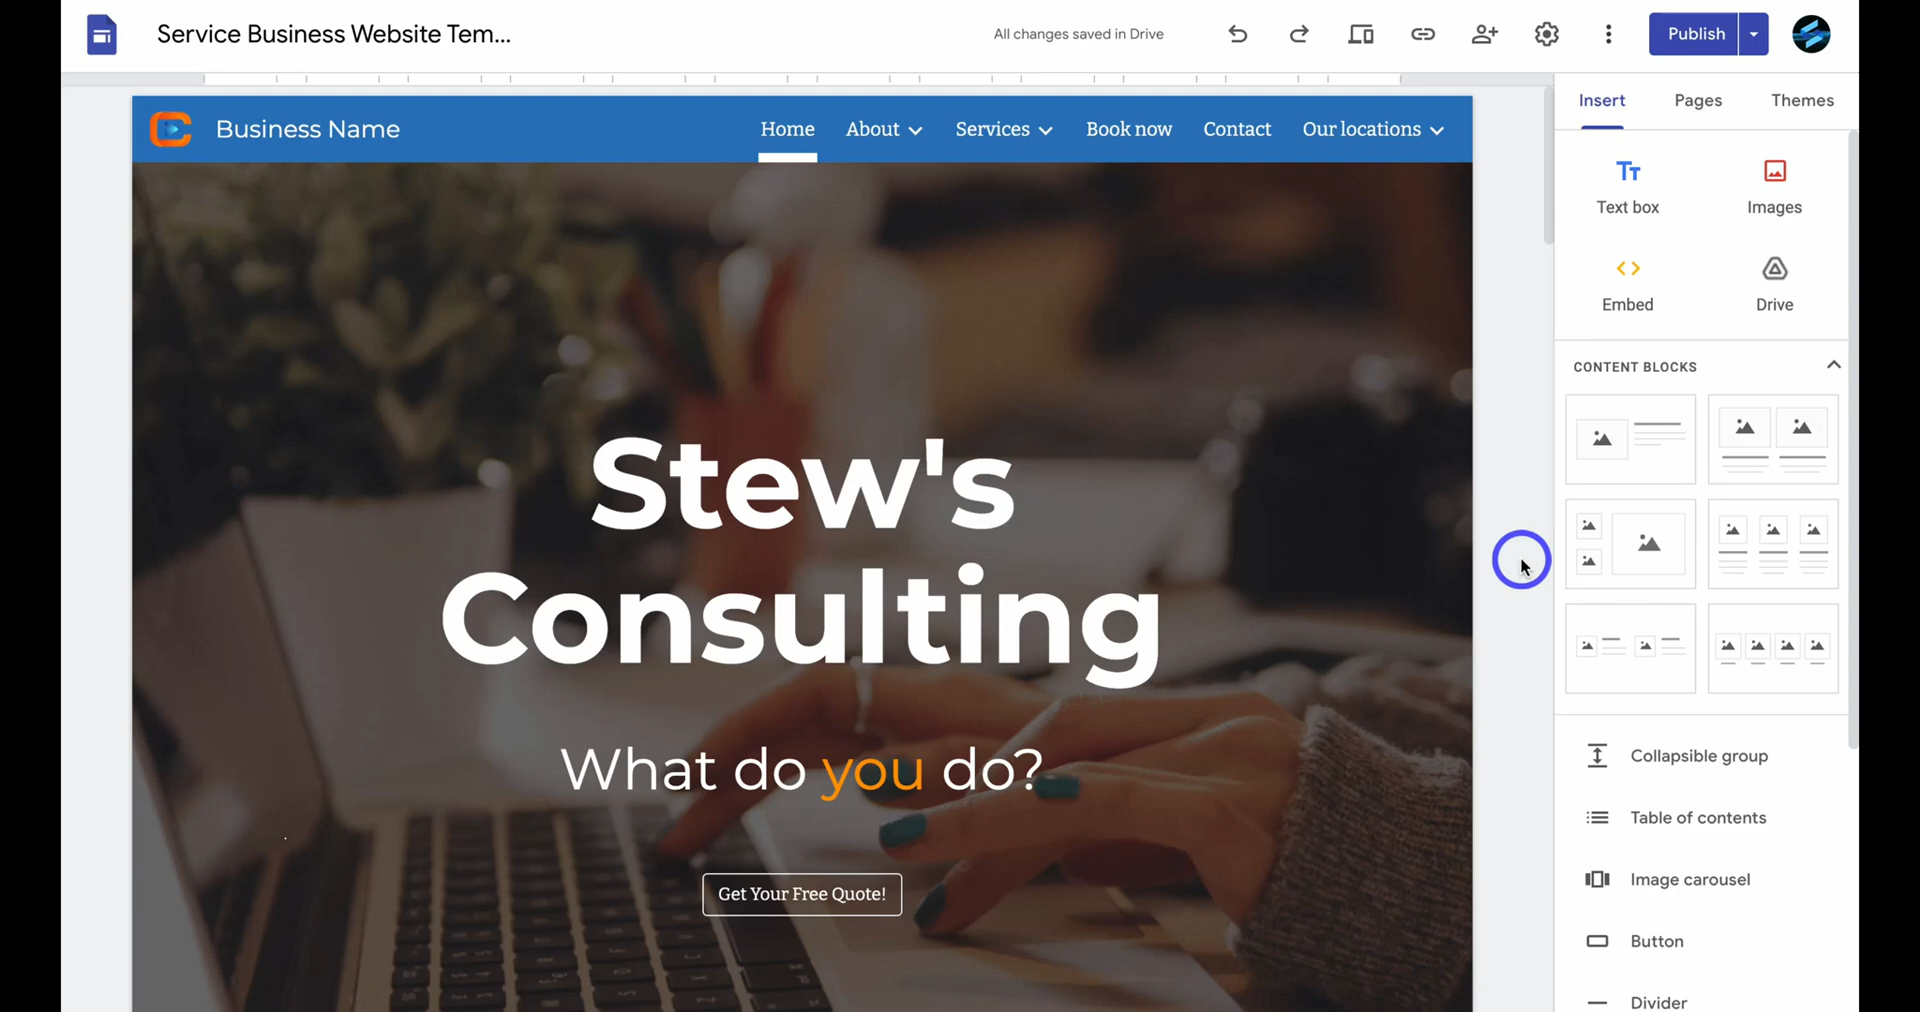 Service Business Website Tem...
All changes saved in Drive
Publish
Business Name
Home
About
Services
Book now
Contact
Our locations
Stew's
Consulting
What do you do?
Get Your Free Quote!
Insert
Pages
Themes
Text box
Images
Embed
Drive
CONTENT BLOCKS
Collapsible group
Table of contents
Image carousel
Button
Divider